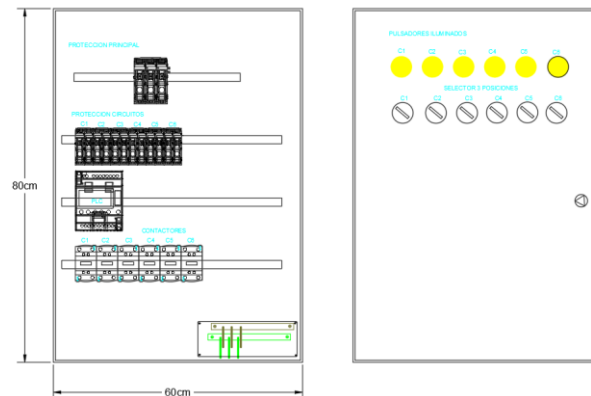 PROTECCION PRINCIPAL
PROTECCION CIRCUITOS
C1 C2 C3 C4 C5 C6
PLC
CONTACTORES
C1 C2 C3 C4 C5 C6
80cm
60cm
PULSADORES ILUMINADOS
C1 C2 C3 C4 C5 C6
SELECTOR 3 POSICIONES
C1 C2 C3 C4 C5 C6